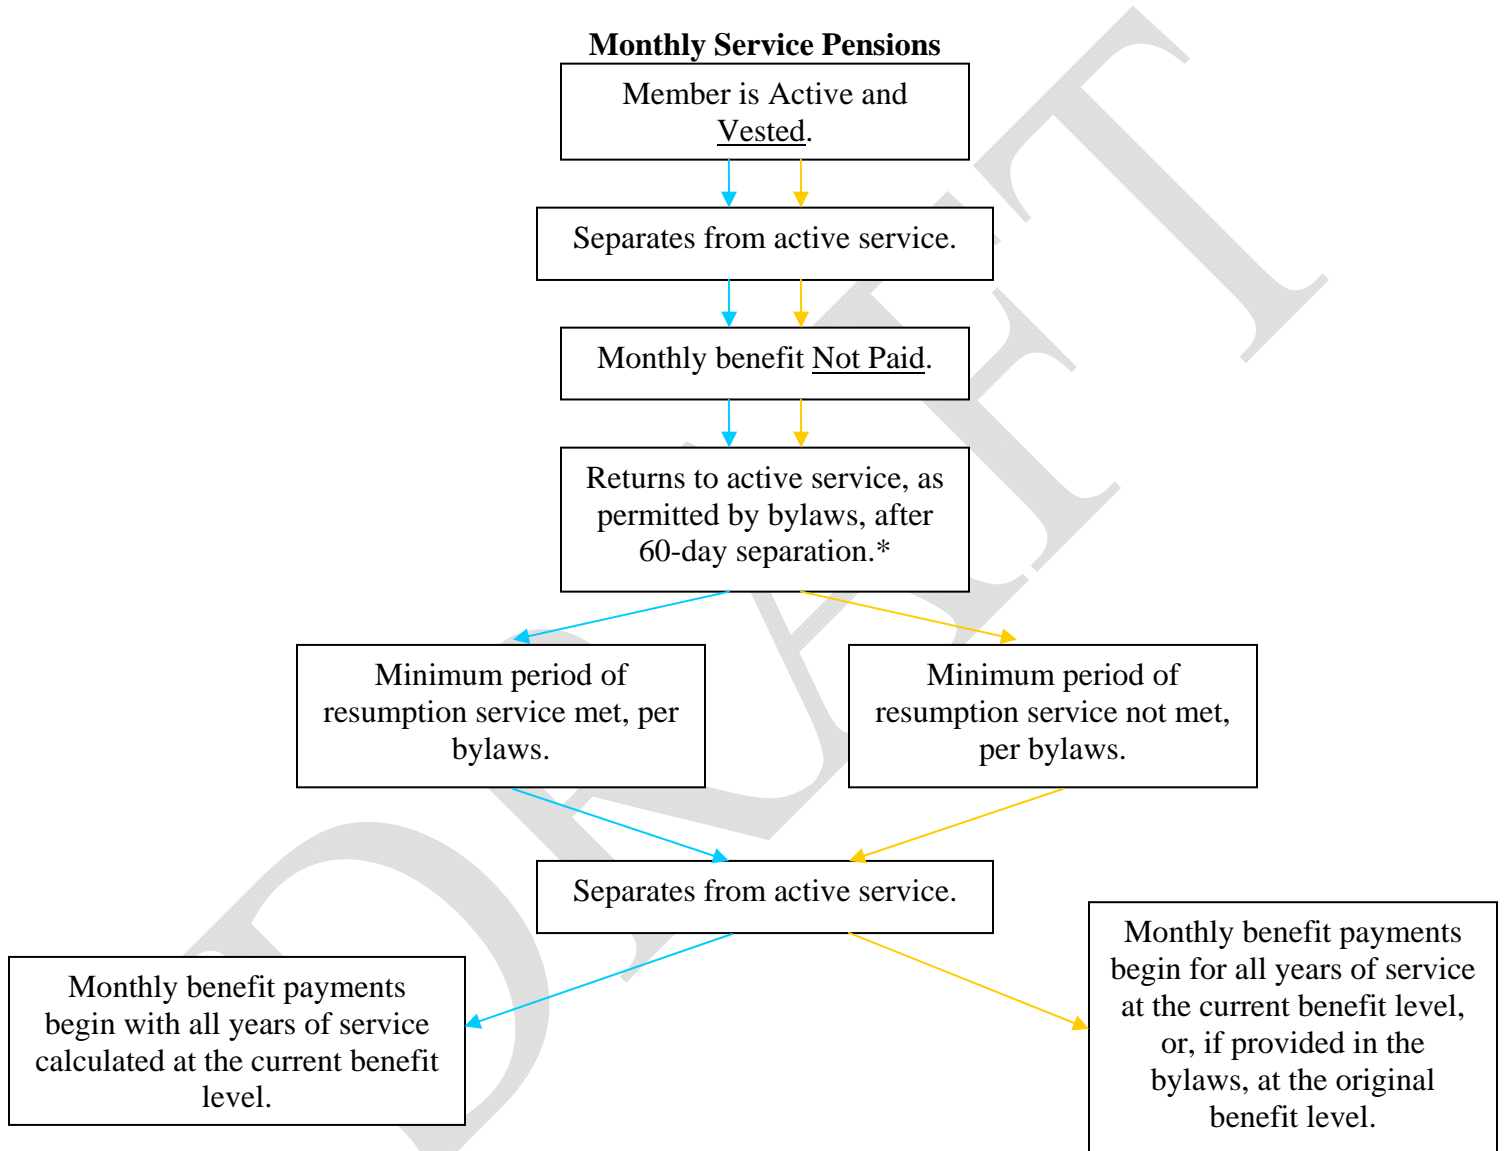 Monthly Service Pensions
Member is Active and
Vested.
Separates from active service.
Monthly benefit Not Paid.
Returns to active service, as
permitted by bylaws, after
60-day separation.*
Minimum period of
resumption service met, per
bylaws.
Minimum period of
resumption service not met,
per bylaws.
Separates from active service.
Monthly benefit payments
begin with all years of service
calculated at the current benefit
level.
Monthly benefit payments
begin for all years of service
at the current benefit level,
or, if provided in the
bylaws, at the original
benefit level.
DRAFT